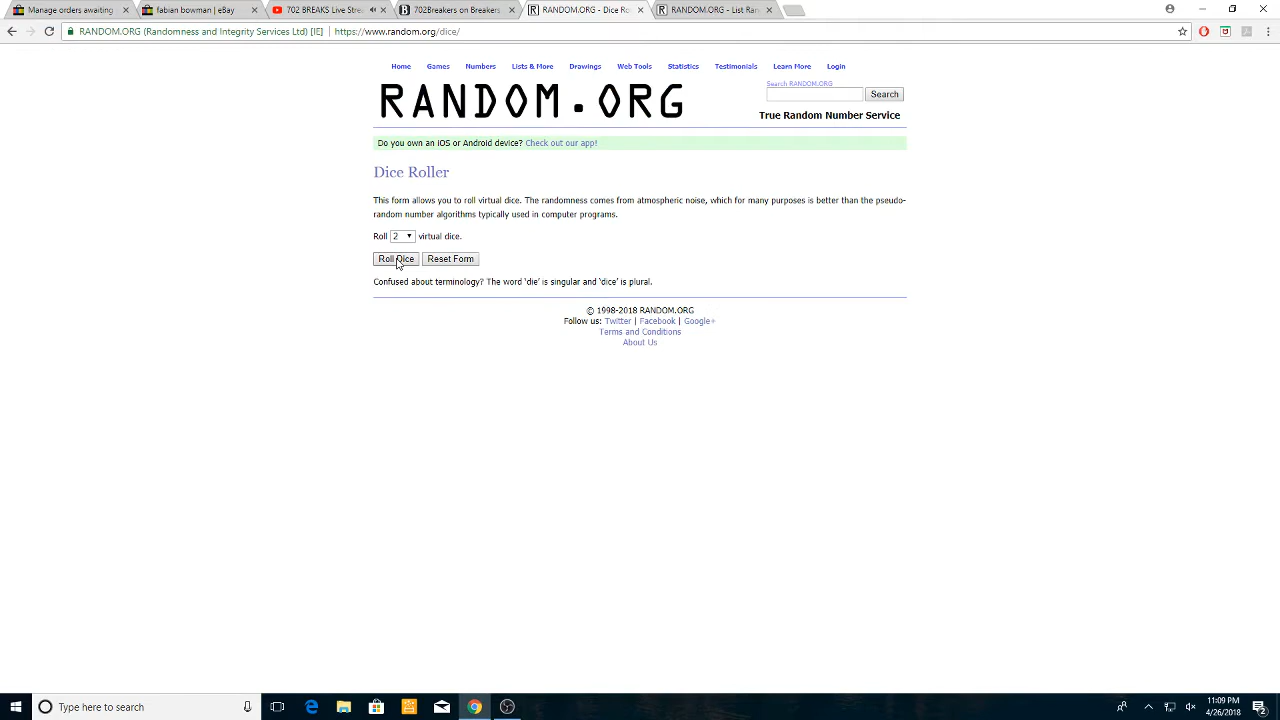 Manage orders awaiting
fabian bowman | eBay
702 BREAKS Live Stre
702Breakers on Breakers
RANDOM.ORG - Dice Ro
RANDOM.ORG - List Ran
RANDOM.ORG (Randomness and Integrity Services Ltd) [IE] https://www.random.org/dice/
Home Games Numbers Lists & More Drawings Web Tools Statistics Testimonials Learn More Login
Search RANDOM.ORG
RANDOM.ORG
Search
True Random Number Service
Do you own an iOS or Android device? Check out our app!
Dice Roller
This form allows you to roll virtual dice. The randomness comes from atmospheric noise, which for many purposes is better than the pseudo-
random number algorithms typically used in computer programs.
Roll 2 virtual dice.
Roll Dice Reset Form
Confused about terminology? The word 'die' is singular and 'dice' is plural.
© 1998-2018 RANDOM.ORG
Follow us: Twitter | Facebook | Google+
Terms and Conditions
About Us
Type here to search
11:09 PM
4/26/2018
2